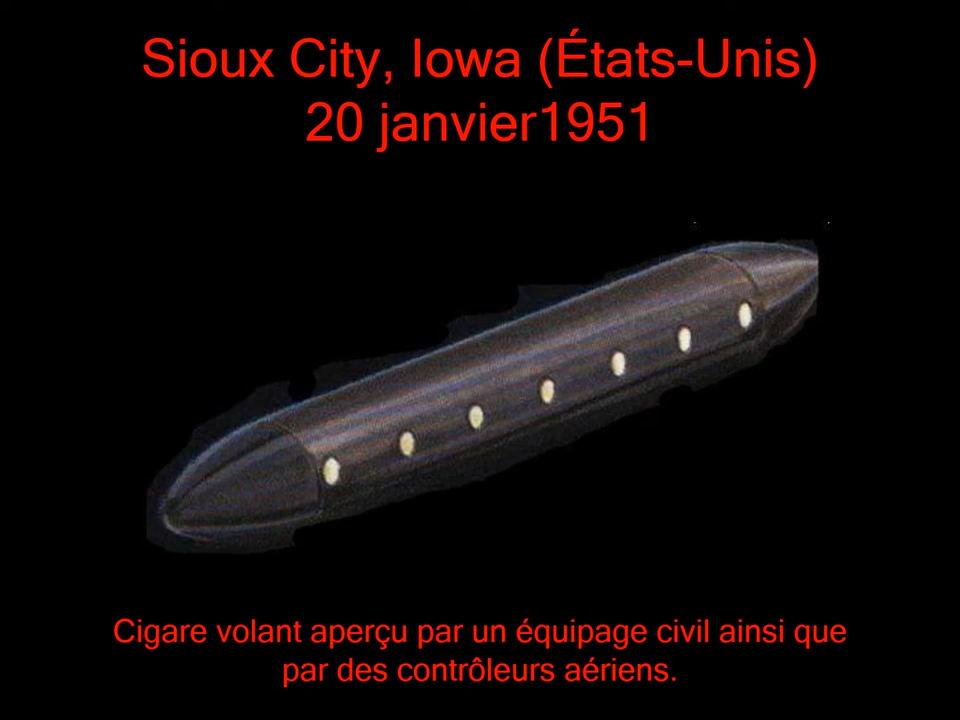 Sioux City, Iowa (États-Unis)
20 janvier1951
Cigare volant aperçu par un équipage civil ainsi que
par des contrôleurs aériens.